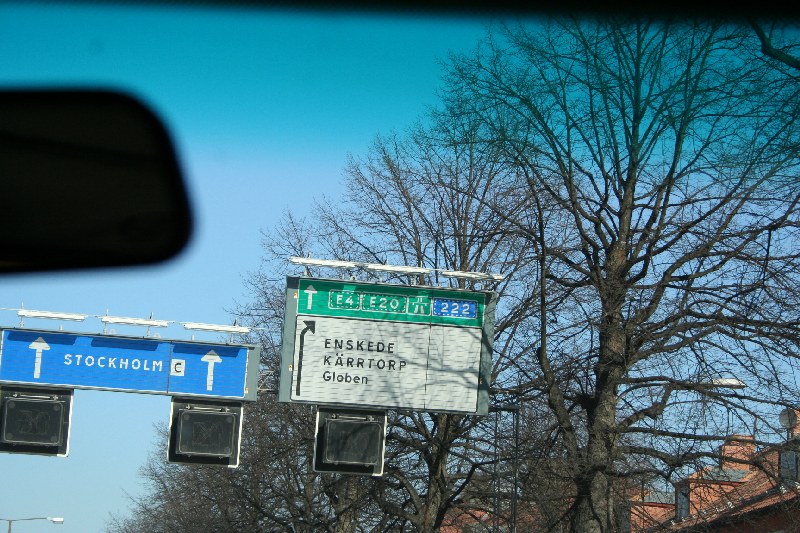 STOCKHOLM C
E4 E20 222
ENSKEDE
KÄRRTORP
Globen